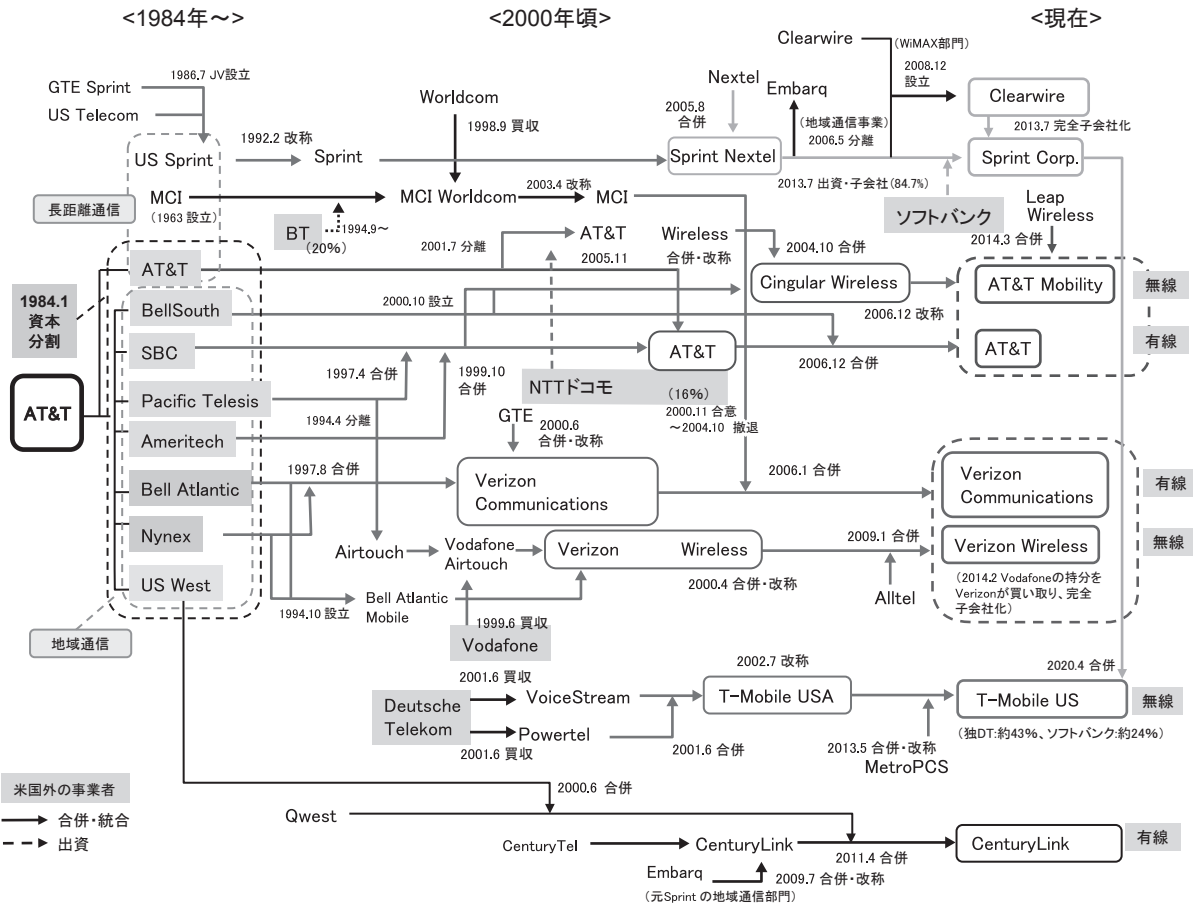 <1984年～>
<2000年頃>
<現在>
Clearwire
(WiMAX部門)
2008.12
設立
1986.7 JV設立
GTE Sprint
US Telecom
Worldcom
1998.9 買収
Nextel
2005.8
合併
Embarq
(地域通信事業)
2006.5 分離
Clearwire
2013.7 完全子会社化
US Sprint
1992.2 改称
Sprint
Sprint Nextel
Sprint Corp.
2013.7 出資・子会社(84.7%)
長距離通信
MCI
(1963 設立)
BT
1994.9～
(20%)
MCI Worldcom
2003.4 改称
MCI
ソフトバンク
Leap
Wireless
2014.3 合併
2001.7 分離
AT&T
Wireless
合併・改称
2005.11
2004.10 合併
AT&T
1984.1
資本
分割
BellSouth
2000.10 設立
Cingular Wireless
2006.12 改称
AT&T Mobility
無線
SBC
1997.4 合併
1999.10
合併
AT&T
2006.12 合併
AT&T
有線
AT&T
Pacific Telesis
1994.4 分離
NTTドコモ
(16%)
2000.11 合意
～2004.10 撤退
Ameritech
GTE
2000.6
合併・改称
Bell Atlantic
1997.8 合併
Verizon
Communications
2006.1 合併
Verizon
Communications
有線
Nynex
Airtouch
Vodafone
Airtouch
Verizon Wireless
2000.4 合併・改称
2009.1 合併
Alltel
Verizon Wireless
無線
(2014.2 Vodafoneの持分を
Verizonが買い取り、完全
子会社化)
US West
1994.10 設立
Bell Atlantic
Mobile
1999.6 買収
Vodafone
地域通信
2001.6 買収
Deutsche
Telekom
VoiceStream
Powertel
2001.6 買収
2001.6 合併
2002.7 改称
T-Mobile USA
2013.5 合併・改称
MetroPCS
2020.4 合併
T-Mobile US
無線
(独DT:約43%、ソフトバンク:約24%)
米国外の事業者
合併・統合
出資
2000.6 合併
Qwest
CenturyTel
CenturyLink
2011.4 合併
CenturyLink
有線
Embarq
2009.7 合併・改称
(元Sprint の地域通信部門)